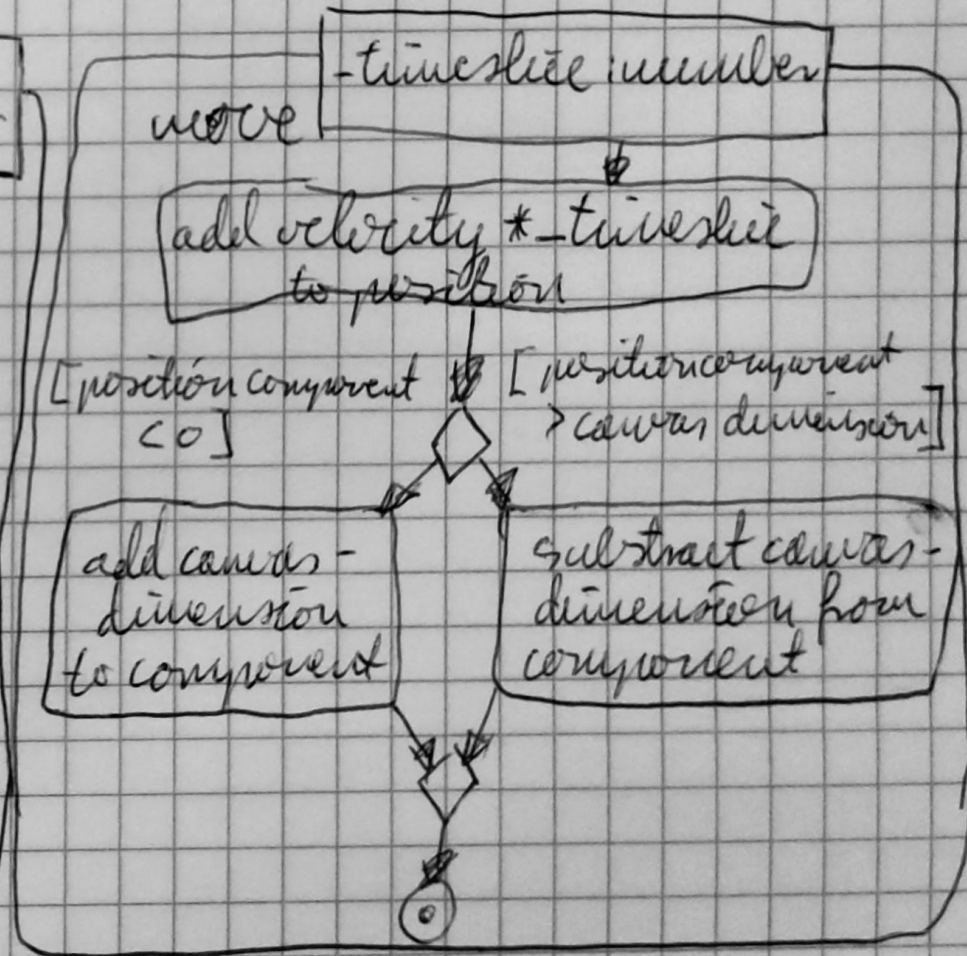 _timeslice : number
move
add velocity * _timeslice
to position
[position component
< 0]
[position component
> canvas dimension]
add canvas-
dimension
to component
substract canvas-
dimension from
component